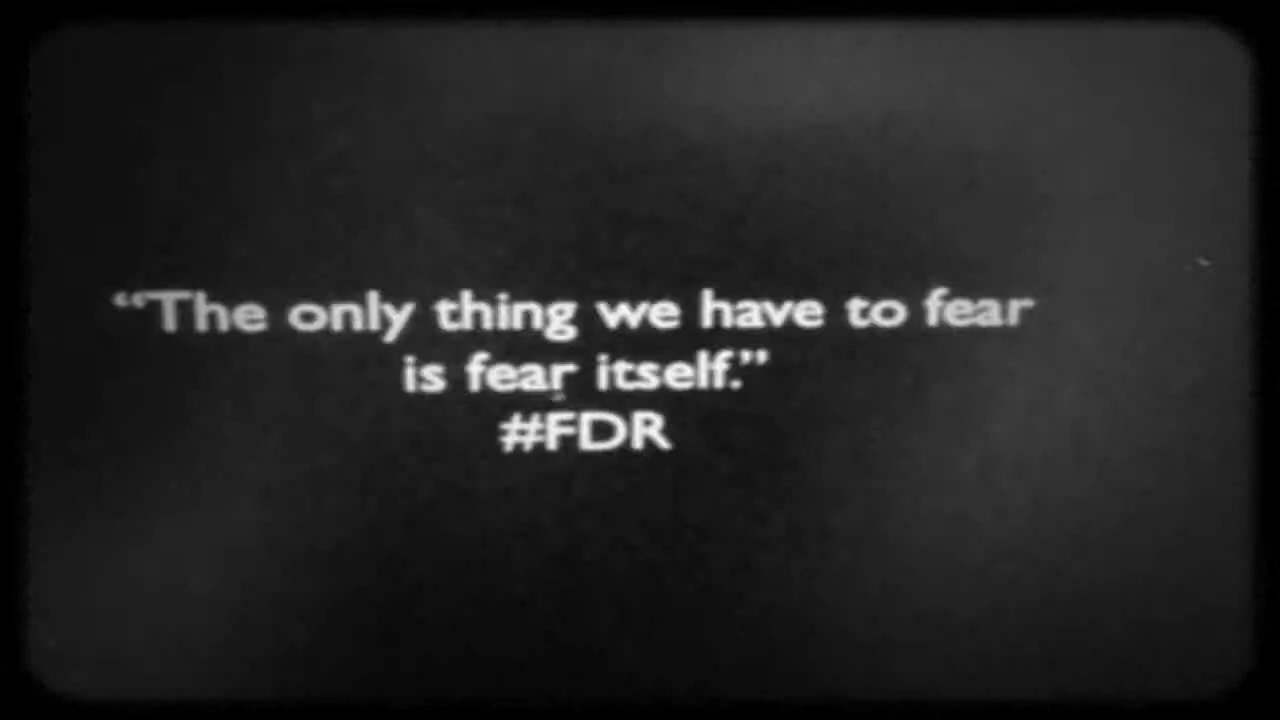 “The only thing we have to fear
is fear itself.”
#FDR